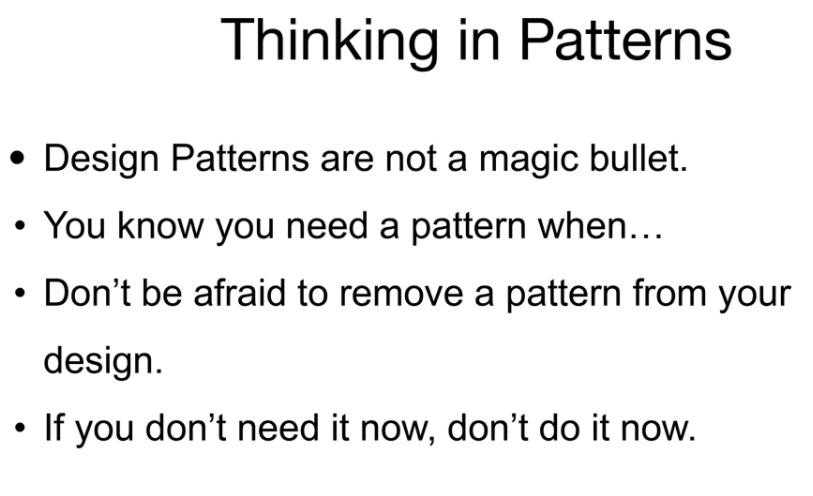 Thinking in Patterns
• Design Patterns are not a magic bullet.
• You know you need a pattern when…
• Don’t be afraid to remove a pattern from your
design.
• If you don’t need it now, don’t do it now.